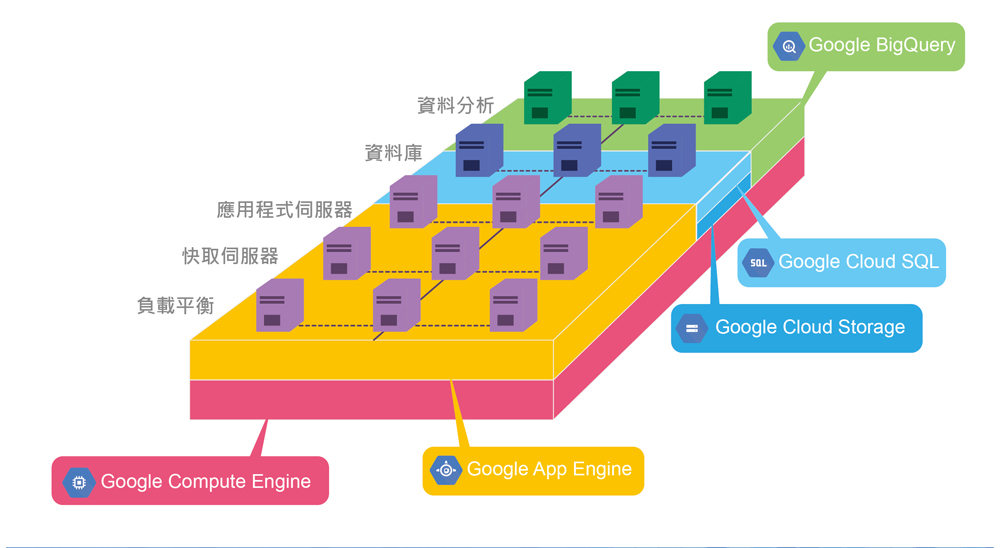 Google BigQuery
資料分析
資料庫
應用程式伺服器
快取伺服器
負載平衡
SQL
Google Cloud SQL
Google Cloud Storage
Google App Engine
Google Compute Engine